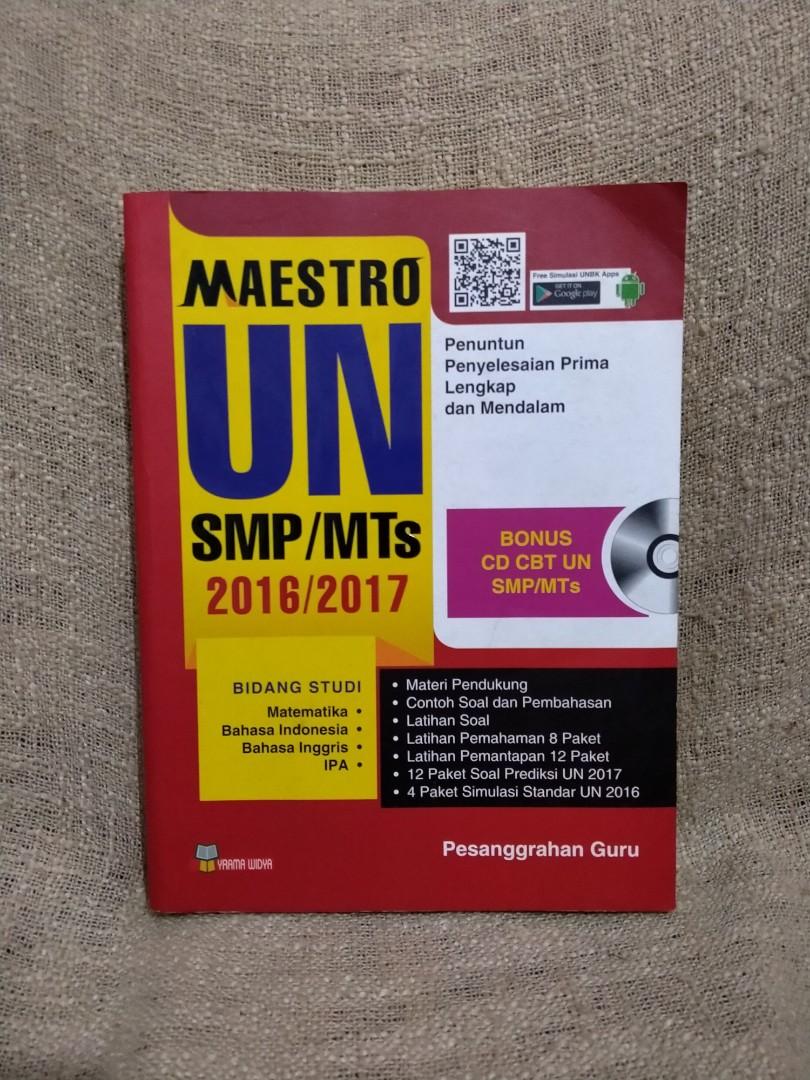 MAESTRO
UN
SMP/MTs
2016/2017
Free Simulasi UNBK Apps
GET IT ON
Google play
Penuntun
Penyelesaian Prima
Lengkap
dan Mendalam
BONUS
CD CBT UN
SMP/MTs
BIDANG STUDI
Matematika •
Bahasa Indonesia •
Bahasa Inggris •
IPA •
• Materi Pendukung
• Contoh Soal dan Pembahasan
• Latihan Soal
• Latihan Pemahaman 8 Paket
• Latihan Pemantapan 12 Paket
• 12 Paket Soal Prediksi UN 2017
• 4 Paket Simulasi Standar UN 2016
YRAMA WIDYA
Pesanggrahan Guru